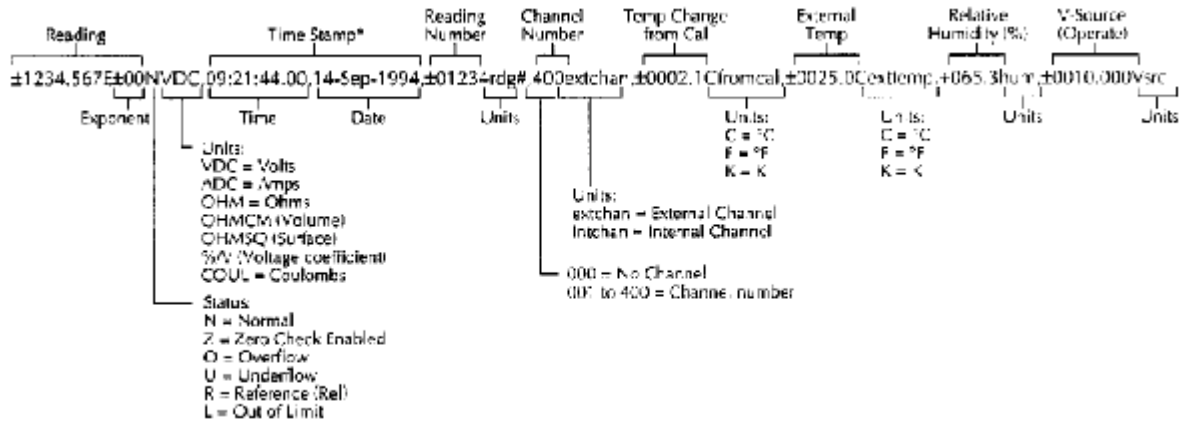 Reading Time Stamp* Reading Number Channel Number Temp Change from Cal External Temp Relative Humidity (%) V-Source (Operate)
±1234.567E±00NVDC,09:21:44.00,14-Sep-1994,±01234rdg#,400extchan,±0002.1Cfromcal,±0025.0Cexttemp,+065.3hum,±0010.000Vsrc
Exponent Time Date Units Units: Units: Units Units
C = °C C = °C
F = °F F = °F
K = K K = K
Units:
VDC = Volts
ADC = Amps
OHM = Ohms
OHMCM (Volume)
OHMSQ (Surface)
%/V (Voltage coefficient)
COUL = Coulombs
Units:
extchan = External Channel
intchan = Internal Channel
000 = No Channel
001 to 400 = Channel number
Status:
N = Normal
Z = Zero Check Enabled
O = Overflow
U = Underflow
R = Reference (Rel)
L = Out of Limit